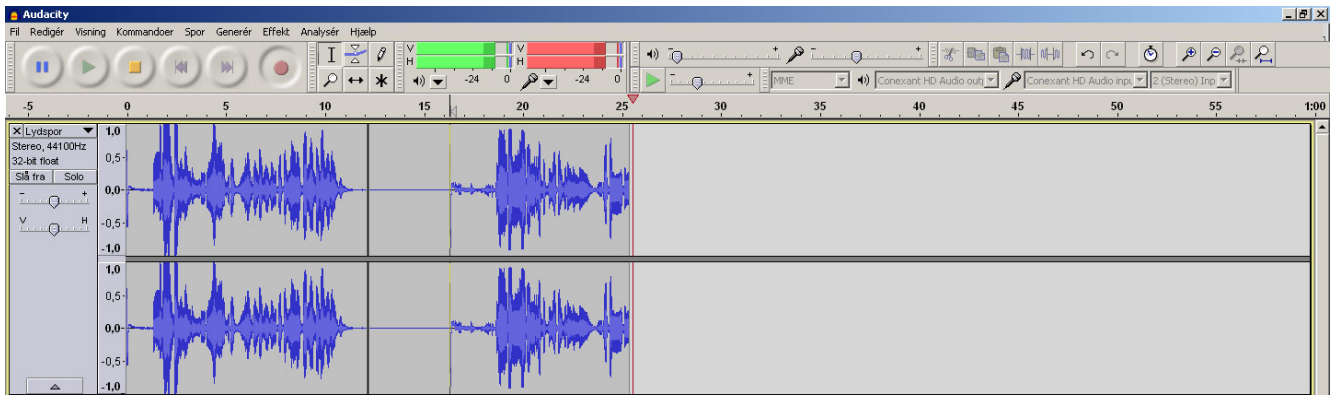 Audacity
Fil Redigér Visning Kommandoer Spor Generér Effekt Analysér Hjælp
V V
H -24 0 H -24 0
MME Conexant HD Audio out Conexant HD Audio inpu 2 (Stereo) Inp
-5 0 5 10 15 20 25 30 35 40 45 50 55 1:00
X Lydspor 1,0
Stereo, 44100Hz
32-bit float 0,5
Slå fra Solo
- + 0,0
V H -0,5
-1,0
1,0
0,5
0,0
-0,5
-1,0